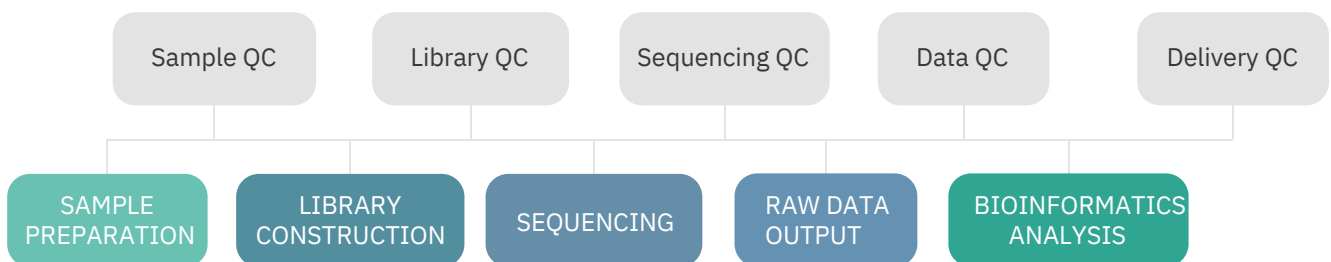 Sample QC
Library QC
Sequencing QC
Data QC
Delivery QC
SAMPLE
PREPARATION
LIBRARY
CONSTRUCTION
SEQUENCING
RAW DATA
OUTPUT
BIOINFORMATICS
ANALYSIS